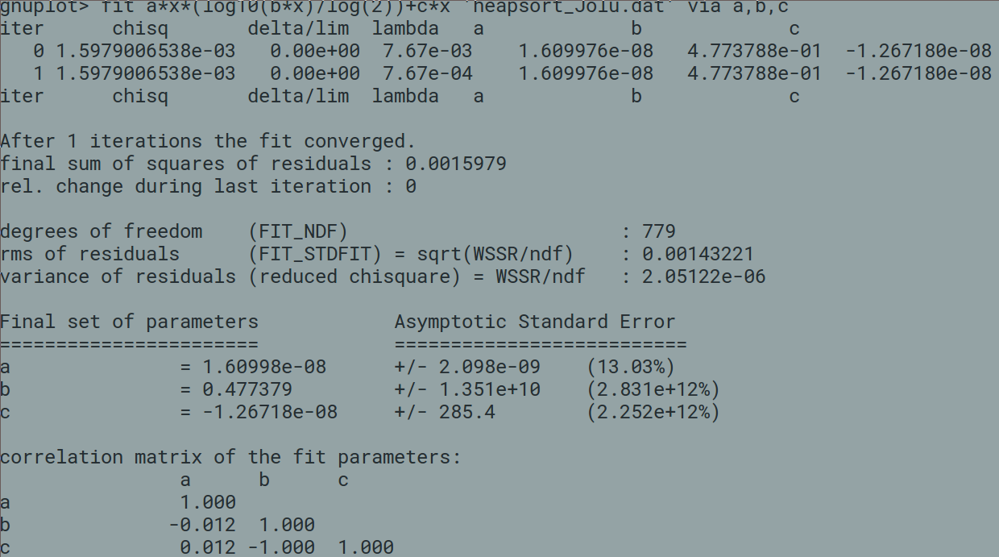 gnuplot> fit a*x*(log10(b*x)/log(2))+c*x 'heapsort_Jolu.dat' via a,b,c
iter chisq delta/lim lambda a b c
0 1.5979006538e-03 0.00e+00 7.67e-03 1.609976e-08 4.773788e-01 -1.267180e-08
1 1.5979006538e-03 0.00e+00 7.67e-04 1.609976e-08 4.773788e-01 -1.267180e-08
iter chisq delta/lim lambda a b c
After 1 iterations the fit converged.
final sum of squares of residuals : 0.0015979
rel. change during last iteration : 0
degrees of freedom (FIT_NDF) : 779
rms of residuals (FIT_STDFIT) = sqrt(WSSR/ndf) : 0.00143221
variance of residuals (reduced chisquare) = WSSR/ndf : 2.05122e-06
Final set of parameters Asymptotic Standard Error
======================= ==========================
a = 1.60998e-08 +/- 2.098e-09 (13.03%)
b = 0.477379 +/- 1.351e+10 (2.831e+12%)
c = -1.26718e-08 +/- 285.4 (2.252e+12%)
correlation matrix of the fit parameters:
a b c
a 1.000
b -0.012 1.000
c 0.012 -1.000 1.000